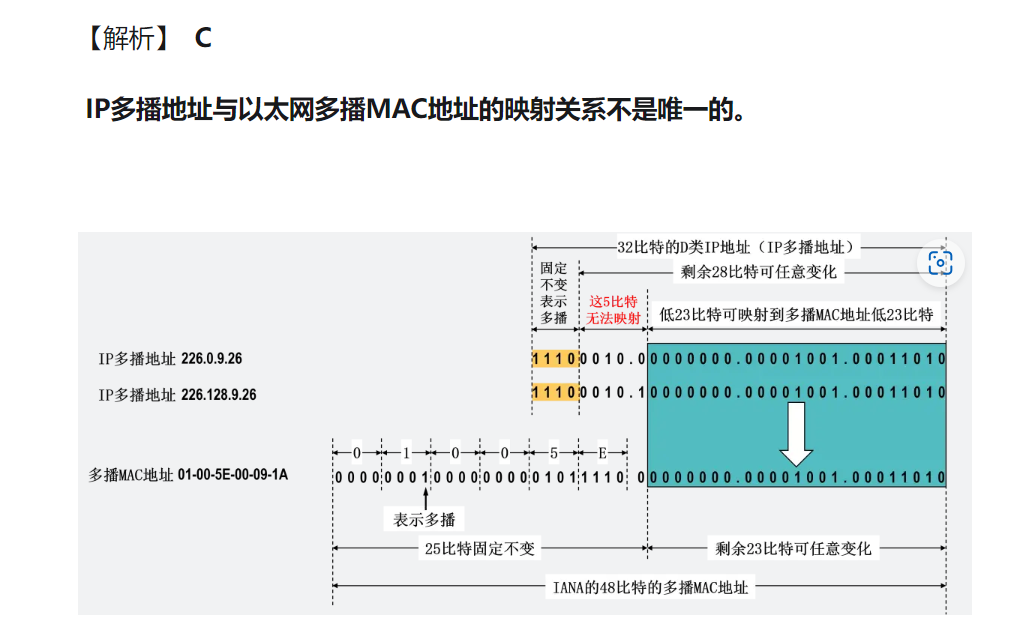 【解析】 C
IP多播地址与以太网多播MAC地址的映射关系不是唯一的。
32比特的D类IP地址（IP多播地址）
固定
不变
表示
多播
剩余28比特可任意变化
这5比特
无法映射
低23比特可映射到多播MAC地址低23比特
IP多播地址 226.0.9.26
1110 0010.0 0000000.00001001.00011010
IP多播地址 226.128.9.26
1110 0010.1 0000000.00001001.00011010
0 1 0 0 5 E
多播MAC地址 01-00-5E-00-09-1A
0000 0001 0000 0000 0101 1110 0 0000000.00001001.00011010
表示多播
25比特固定不变
剩余23比特可任意变化
IANA的48比特的多播MAC地址